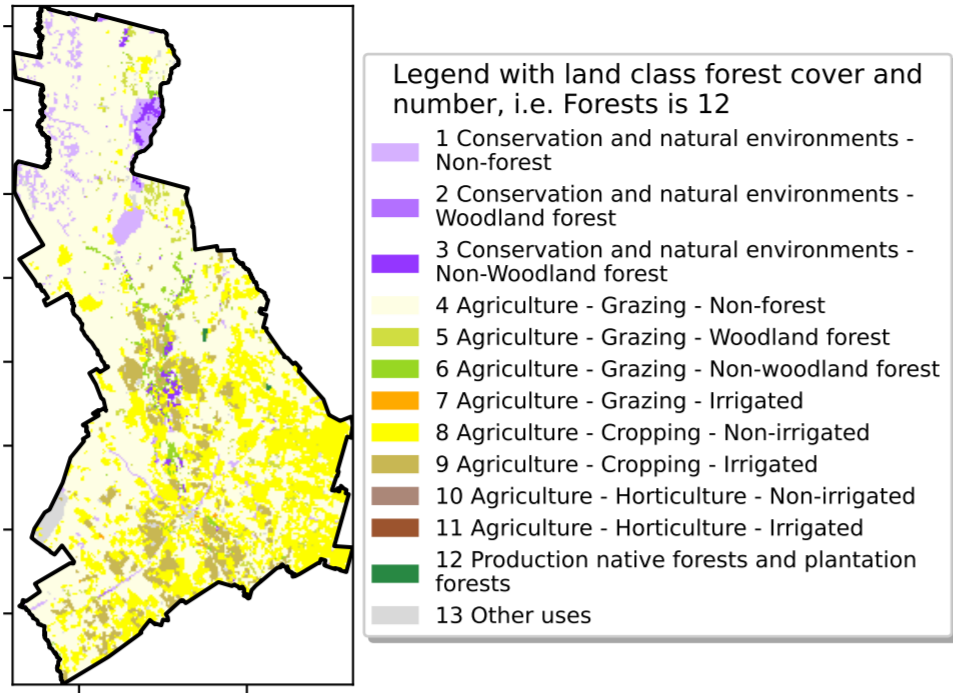 Legend with land class forest cover and
number, i.e. Forests is 12
1 Conservation and natural environments -
Non-forest
2 Conservation and natural environments -
Woodland forest
3 Conservation and natural environments -
Non-Woodland forest
4 Agriculture - Grazing - Non-forest
5 Agriculture - Grazing - Woodland forest
6 Agriculture - Grazing - Non-woodland forest
7 Agriculture - Grazing - Irrigated
8 Agriculture - Cropping - Non-irrigated
9 Agriculture - Cropping - Irrigated
10 Agriculture - Horticulture - Non-irrigated
11 Agriculture - Horticulture - Irrigated
12 Production native forests and plantation
forests
13 Other uses